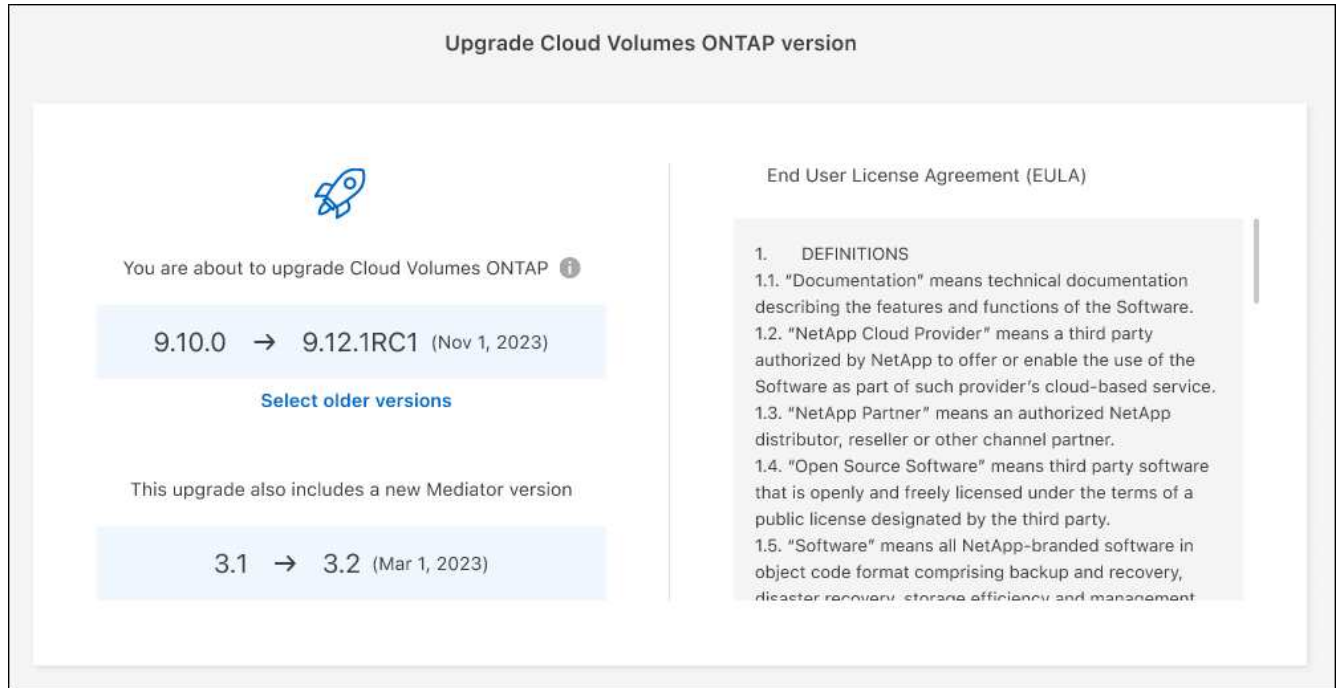 Upgrade Cloud Volumes ONTAP version
You are about to upgrade Cloud Volumes ONTAP
9.10.0 → 9.12.1RC1 (Nov 1, 2023)
Select older versions
This upgrade also includes a new Mediator version
3.1 → 3.2 (Mar 1, 2023)
End User License Agreement (EULA)
1. DEFINITIONS
1.1. “Documentation” means technical documentation
describing the features and functions of the Software.
1.2. “NetApp Cloud Provider” means a third party
authorized by NetApp to offer or enable the use of the
Software as part of such provider’s cloud-based service.
1.3. “NetApp Partner” means an authorized NetApp
distributor, reseller or other channel partner.
1.4. “Open Source Software” means third party software
that is openly and freely licensed under the terms of a
public license designated by the third party.
1.5. “Software” means all NetApp-branded software in
object code format comprising backup and recovery,
disaster recovery, storage efficiency and management